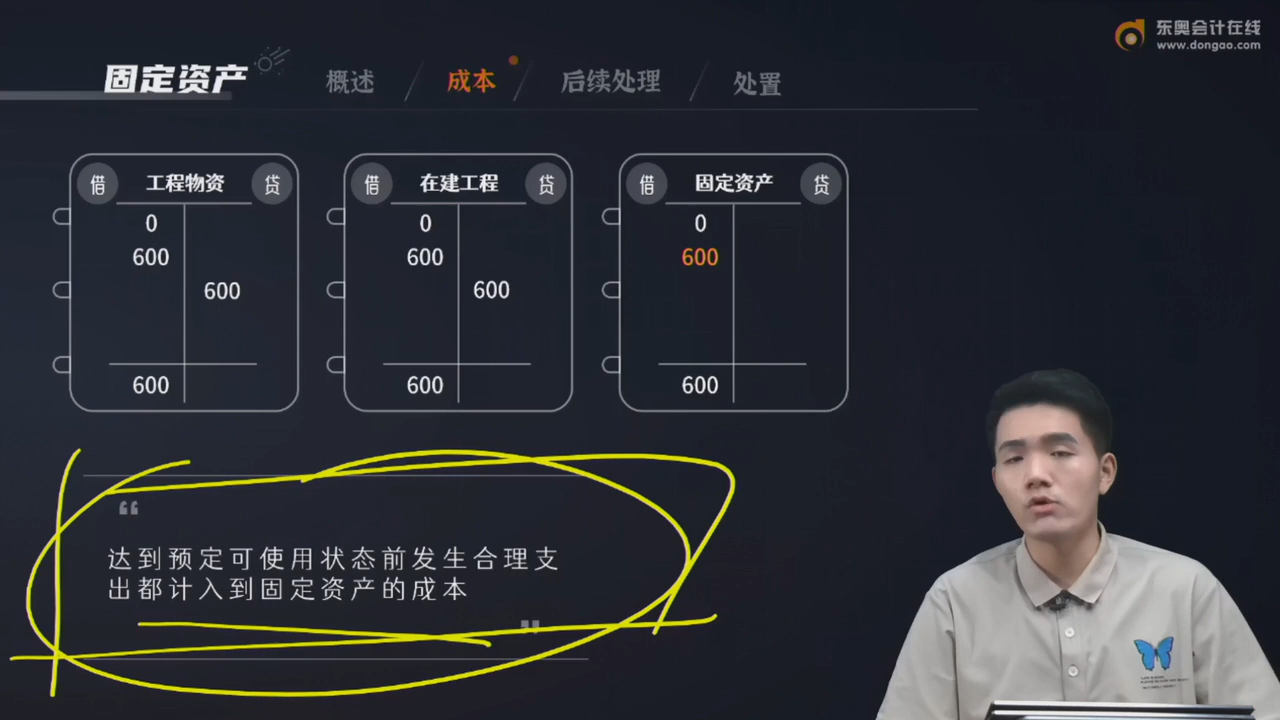 东奥会计在线
www.dongao.com
固定资产
概述
成本
后续处理
处置
借 工程物资 贷
0
600
600
600
借 在建工程 贷
0
600
600
600
借 固定资产 贷
0
600
600
“
达到预定可使用状态前发生合理支
出都计入到固定资产的成本
”